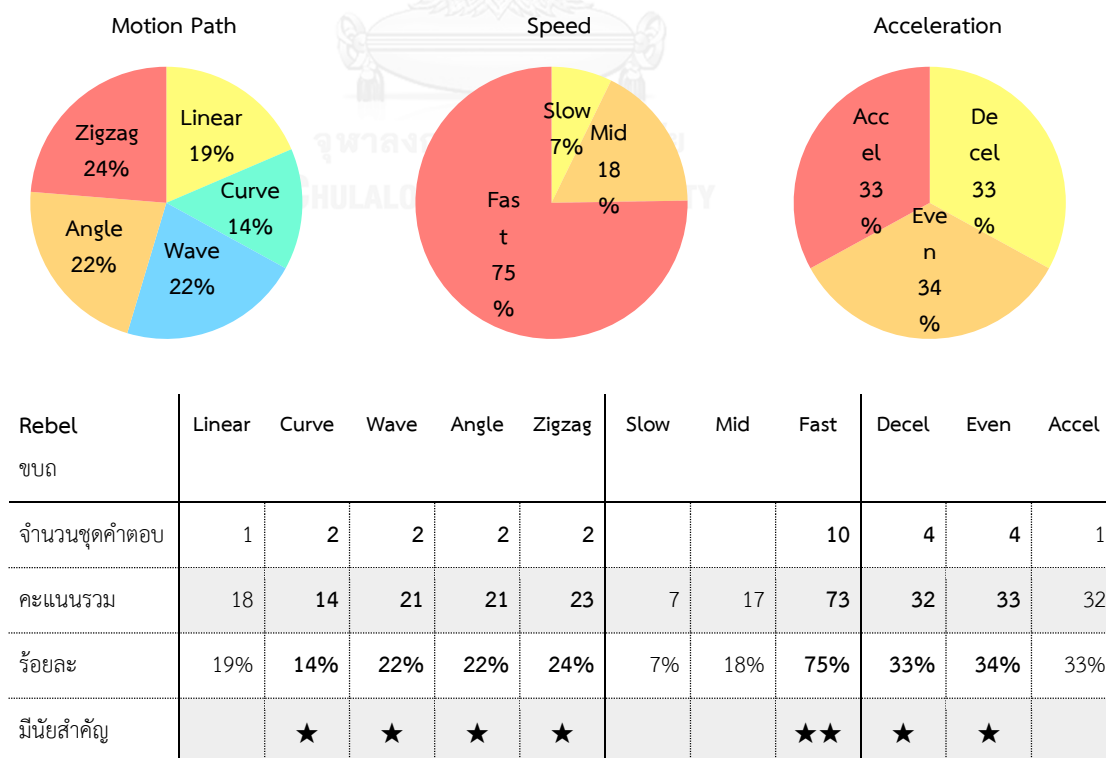 Motion Path
Speed
Acceleration
Zigzag
24%
Linear
19%
Curve
14%
Wave
22%
Angle
22%
Slow
7%
Mid
18
%
Fas
t
75
%
Acc
el
33
%
De
cel
33
%
Eve
n
34
%
Rebel Linear Curve Wave Angle Zigzag Slow Mid Fast Decel Even Accel
ขบถ
จำนวนชุดคำตอบ 1 2 2 2 2 10 4 4 1
คะแนนรวม 18 14 21 21 23 7 17 73 32 33 32
ร้อยละ 19% 14% 22% 22% 24% 7% 18% 75% 33% 34% 33%
มีนัยสำคัญ ★ ★ ★ ★ ★★ ★ ★